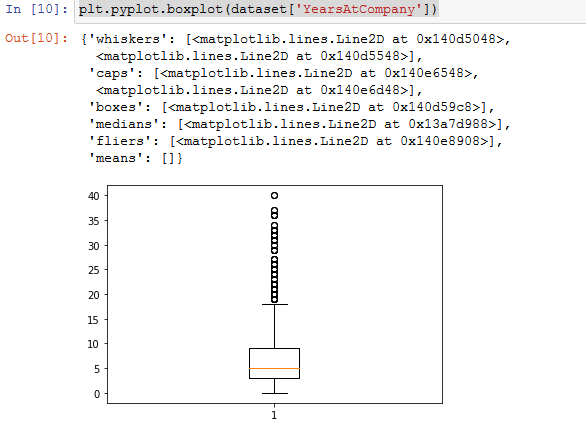 In [10]: plt.pyplot.boxplot(dataset['YearsAtCompany'])
Out[10]: {'whiskers': [<matplotlib.lines.Line2D at 0x140d5048>,
<matplotlib.lines.Line2D at 0x140d5548>],
'caps': [<matplotlib.lines.Line2D at 0x140e6548>,
<matplotlib.lines.Line2D at 0x140e6d48>],
'boxes': [<matplotlib.lines.Line2D at 0x140d59c8>],
'medians': [<matplotlib.lines.Line2D at 0x13a7d988>],
'fliers': [<matplotlib.lines.Line2D at 0x140e8908>],
'means': []}
40
35
30
25
20
15
10
5
0
1